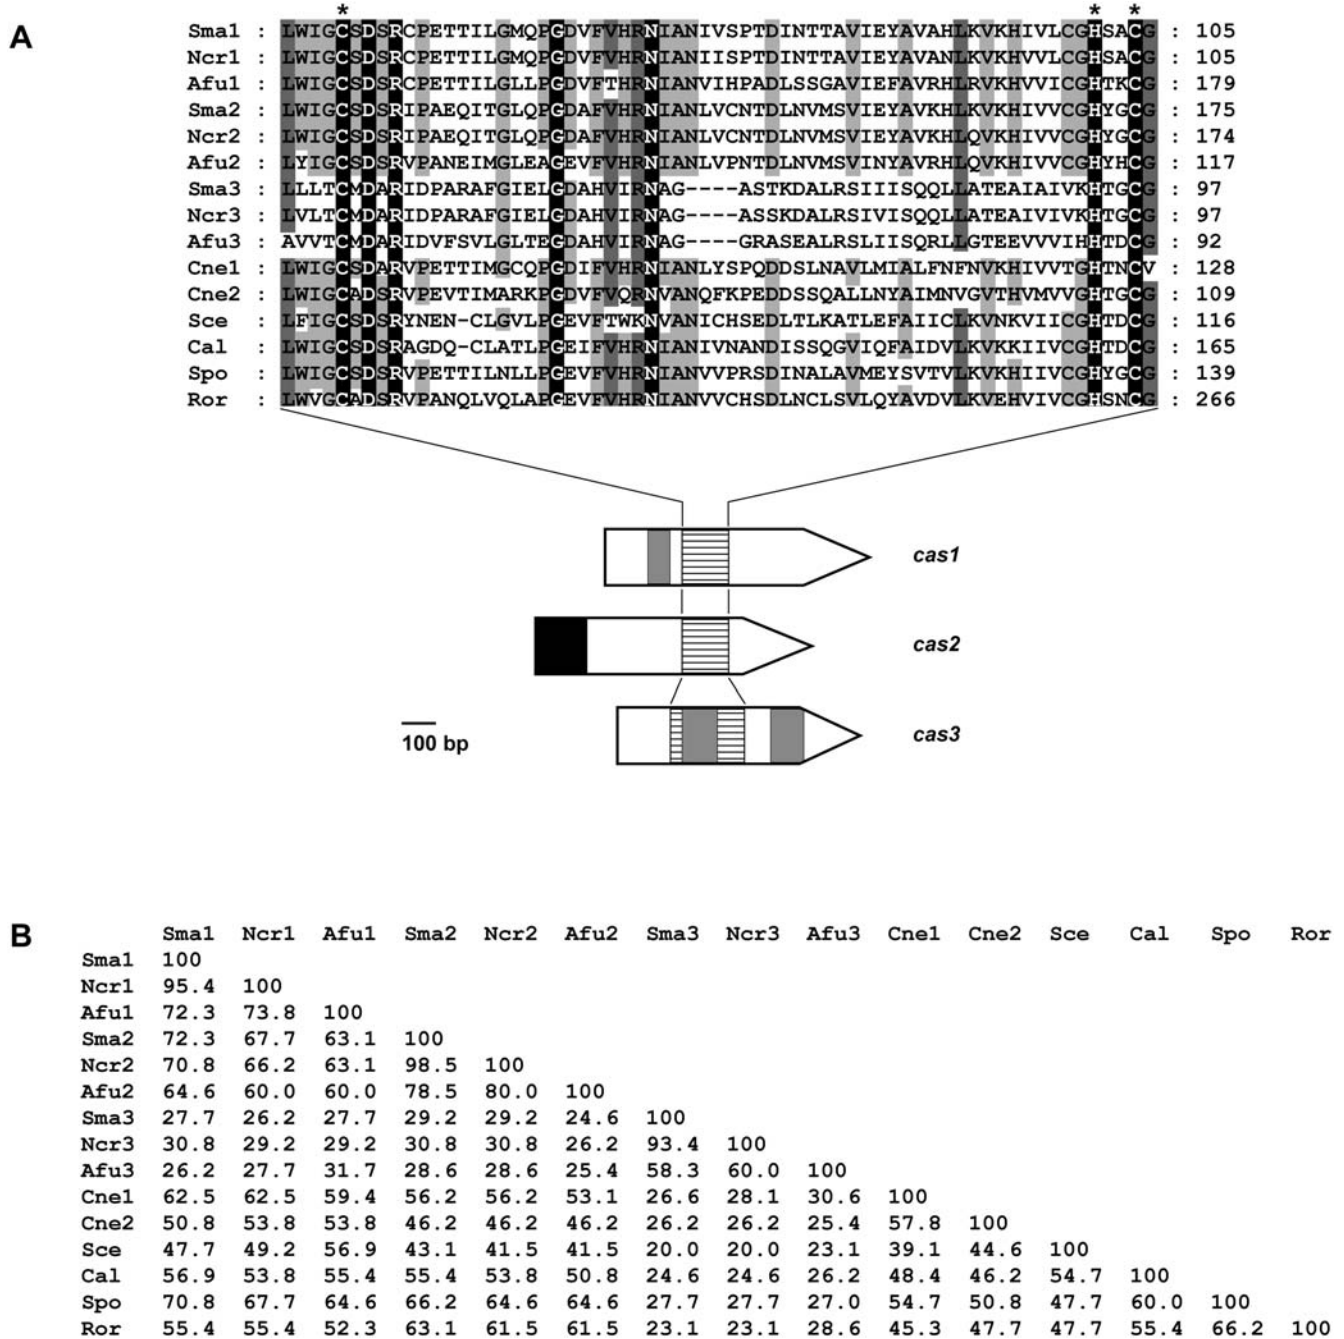 A
* * *
Sma1 : LWIGCSDSRCPETTILGMQPGDVFVHRNIANIVSPTDINTTAVIEYAVAHLKVKHIVLCGHSACG : 105
Ncr1 : LWIGCSDSRCPETTILGMQPGDVFVHRNIANIISPTDINTTAVIEYAVANLKVKHVVLCGHSACG : 105
Afu1 : LWIGCSDSRCPETTILGLLPGDVFTHRNIANVIHPADLSSGAVIEFAVRHLRVKHVVICGHTKCG : 179
Sma2 : LWIGCSDSRIPAEQITGLQPGDAFVHRNIANLVCNTDLNVMSVIEYAVKHLKVKHIVVCGHYGCG : 175
Ncr2 : LWIGCSDSRIPAEQITGLQPGDAFVHRNIANLVCNTDLNVMSVIEYAVKHLQVKHIVVCGHYGCG : 174
Afu2 : LYIGCSDSRVPANEIMGLEAGEVFVHRNIANLVPNTDLNVMSVINYAVRHLQVKHIVVCGHYHCG : 117
Sma3 : LLLTCMDARIDPARAFGIELGDAHVIRNAG----ASTKDALRSIIISQQLLATEAIAIVKHTGCG : 97
Ncr3 : LVLTCMDARIDPARAFGIELGDAHVIRNAG----ASSKDALRSIVISQQLLATEAIVIVKHTGCG : 97
Afu3 : AVVTCMDARIDVFSVLGLTEGDAHVIRNAG----GRASEALRSLIISQRLLGTEEVVVIHHTDCG : 92
Cne1 : LWIGCSDARVPETTIMGCQPGDIFVHRNIANLYSPQDDSLNAVLMIALFNFNVKHIVVTGHTNCV : 128
Cne2 : LWIGCADSRVPEVTIMARKPGDVFVQRNVANQFKPEDDSSQALLNYAIMNVGVTHVMVVGHTGCG : 109
Sce : LFIGCSDSRYNEN-CLGVLPGEVFTWKNVANICHSEDLTLKATLEFAIICLKVNKVIICGHTDCG : 116
Cal : LWIGCSDSRAGDQ-CLATLPGEIFVHRNIANIVNANDISSQGVIQFAIDVLKVKKIIVCGHTDCG : 165
Spo : LWIGCSDSRVPETTILNLLPGEVFVHRNIANVVPRSDINALAVMEYSVTVLKVKHIIVCGHYGCG : 139
Ror : LWVGCADSRVPANQLVQLAPGEVFVHRNIANVVCHSDLNCLSVLQYAVDVLKVEHVIVCGHSNCG : 266
cas1
cas2
cas3
100 bp
B
Sma1 Ncr1 Afu1 Sma2 Ncr2 Afu2 Sma3 Ncr3 Afu3 Cne1 Cne2 Sce Cal Spo Ror
Sma1 100
Ncr1 95.4 100
Afu1 72.3 73.8 100
Sma2 72.3 67.7 63.1 100
Ncr2 70.8 66.2 63.1 98.5 100
Afu2 64.6 60.0 60.0 78.5 80.0 100
Sma3 27.7 26.2 27.7 29.2 29.2 24.6 100
Ncr3 30.8 29.2 29.2 30.8 30.8 26.2 93.4 100
Afu3 26.2 27.7 31.7 28.6 28.6 25.4 58.3 60.0 100
Cne1 62.5 62.5 59.4 56.2 56.2 53.1 26.6 28.1 30.6 100
Cne2 50.8 53.8 53.8 46.2 46.2 46.2 26.2 26.2 25.4 57.8 100
Sce 47.7 49.2 56.9 43.1 41.5 41.5 20.0 20.0 23.1 39.1 44.6 100
Cal 56.9 53.8 55.4 55.4 53.8 50.8 24.6 24.6 26.2 48.4 46.2 54.7 100
Spo 70.8 67.7 64.6 66.2 64.6 64.6 27.7 27.7 27.0 54.7 50.8 47.7 60.0 100
Ror 55.4 55.4 52.3 63.1 61.5 61.5 23.1 23.1 28.6 45.3 47.7 47.7 55.4 66.2 100